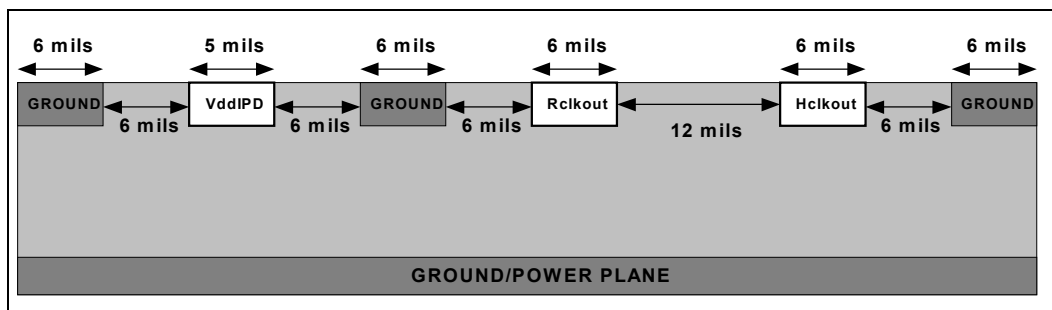 6 mils 5 mils 6 mils 6 mils 6 mils 6 mils
GROUND VddIPD GROUND Rclkout Hclkout GROUND
6 mils 6 mils 6 mils 12 mils 6 mils
GROUND/POWER PLANE